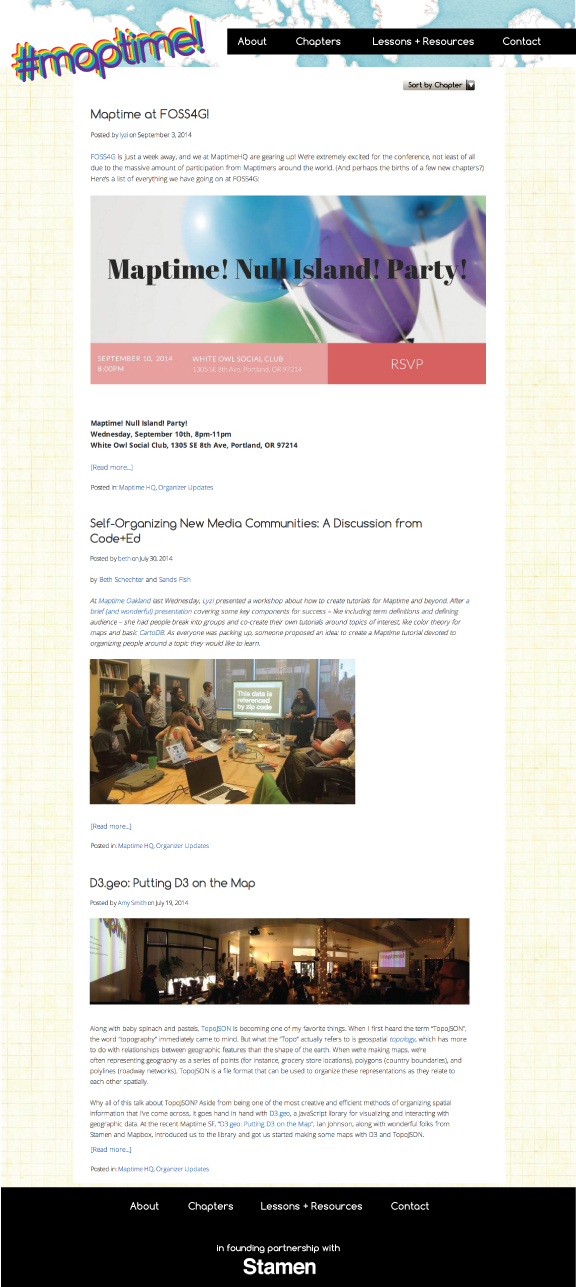 #maptime!
About Chapters Lessons + Resources Contact
Sort by Chapter
Maptime at FOSS4G!
Posted by lyzi on September 3, 2014
FOSS4G is just a week away, and we at MaptimeHQ are gearing up! We're extremely excited for the conference, not least of all
due to the massive amount of participation from Maptimers around the world. (And perhaps the births of a few new chapters?)
Here's a list of everything we have going on at FOSS4G:
Maptime! Null Island! Party!
SEPTEMBER 10, 2014
8:00PM
WHITE OWL SOCIAL CLUB
1305 SE 8th Ave, Portland, OR 97214
RSVP
Maptime! Null Island! Party!
Wednesday, September 10th, 8pm-11pm
White Owl Social Club, 1305 SE 8th Ave, Portland, OR 97214
[Read more...]
Posted in: Maptime HQ, Organizer Updates
Self-Organizing New Media Communities: A Discussion from
Code+Ed
Posted by beth on July 30, 2014
by Beth Schechter and Sands Fish
At Maptime Oakland last Wednesday, Lyzi presented a workshop about how to create tutorials for Maptime and beyond. After a
brief (and wonderful) presentation covering some key components for success – like including term definitions and defining
audience – she had people break into groups and co-create their own tutorials around topics of interest, like color theory for
maps and basic CartoDB. As everyone was packing up, someone proposed an idea: to create a Maptime tutorial devoted to
organizing people around a topic they would like to learn.
This data is
referenced
by zip code
[Read more...]
Posted in: Maptime HQ, Organizer Updates
D3.geo: Putting D3 on the Map
Posted by Amy Smith on July 19, 2014
#maptime!
Along with baby spinach and pastels, TopoJSON is becoming one of my favorite things. When I first heard the term "TopoJSON",
the word "topography" immediately came to mind. But what the "Topo" actually refers to is geospatial topology, which has more
to do with relationships between geographic features than the shape of the earth. When we're making maps, we're
often representing geography as a series of points (for instance, grocery store locations), polygons (country boundaries), and
polylines (roadway networks). TopoJSON is a file format that can be used to organize these representations as they relate to
each other spatially.
Why all of this talk about TopoJSON? Aside from being one of the most creative and efficient methods of organizing spatial
information that I've come across, it goes hand in hand with D3.geo, a JavaScript library for visualizing and interacting with
geographic data. At the recent Maptime SF, "D3.geo: Putting D3 on the Map", Ian Johnson, along with wonderful folks from
Stamen and Mapbox, introduced us to the library and got us started making some maps with D3 and TopoJSON.
[Read more...]
Posted in: Maptime HQ, Organizer Updates
About Chapters Lessons + Resources Contact
in founding partnership with
Stamen